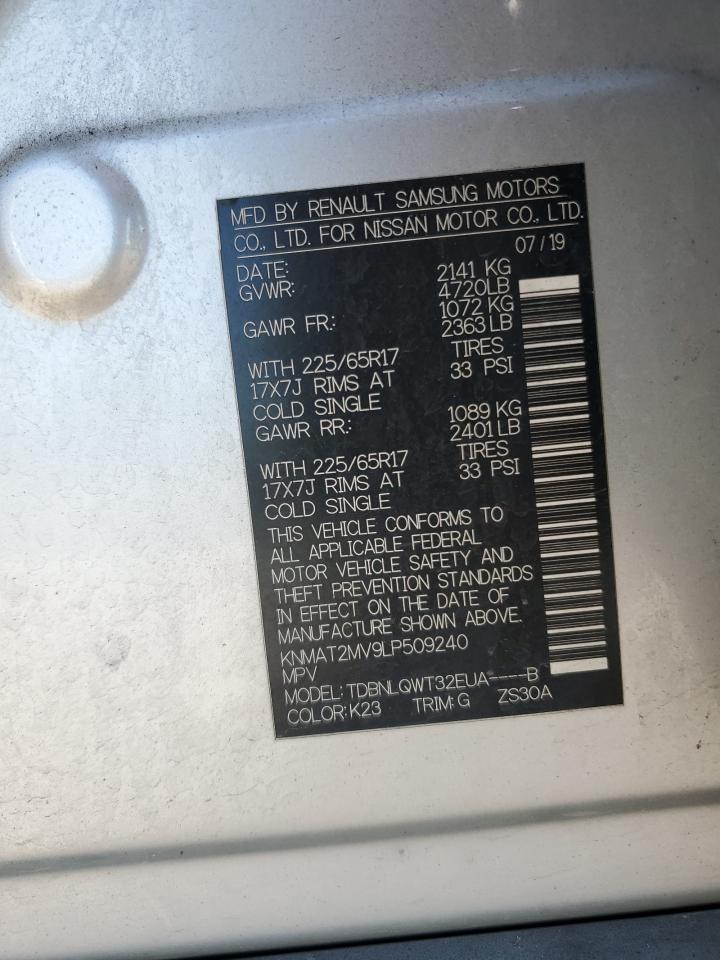 MFD BY RENAULT SAMSUNG MOTORS
CO., LTD. FOR NISSAN MOTOR CO., LTD.
DATE: 07/19
GVWR: 2141 KG
4720LB
GAWR FR: 1072 KG
2363 LB
WITH 225/65R17 TIRES
17X7J RIMS AT 33 PSI
COLD SINGLE
GAWR RR: 1089 KG
2401 LB
WITH 225/65R17 TIRES
17X7J RIMS AT 33 PSI
COLD SINGLE
THIS VEHICLE CONFORMS TO
ALL APPLICABLE FEDERAL
MOTOR VEHICLE SAFETY AND
THEFT PREVENTION STANDARDS
IN EFFECT ON THE DATE OF
MANUFACTURE SHOWN ABOVE.
KNMAT2MV9LP509240
MPV
MODEL: TDBNLQWT32EUA----B
COLOR: K23 TRIM: G ZS30A